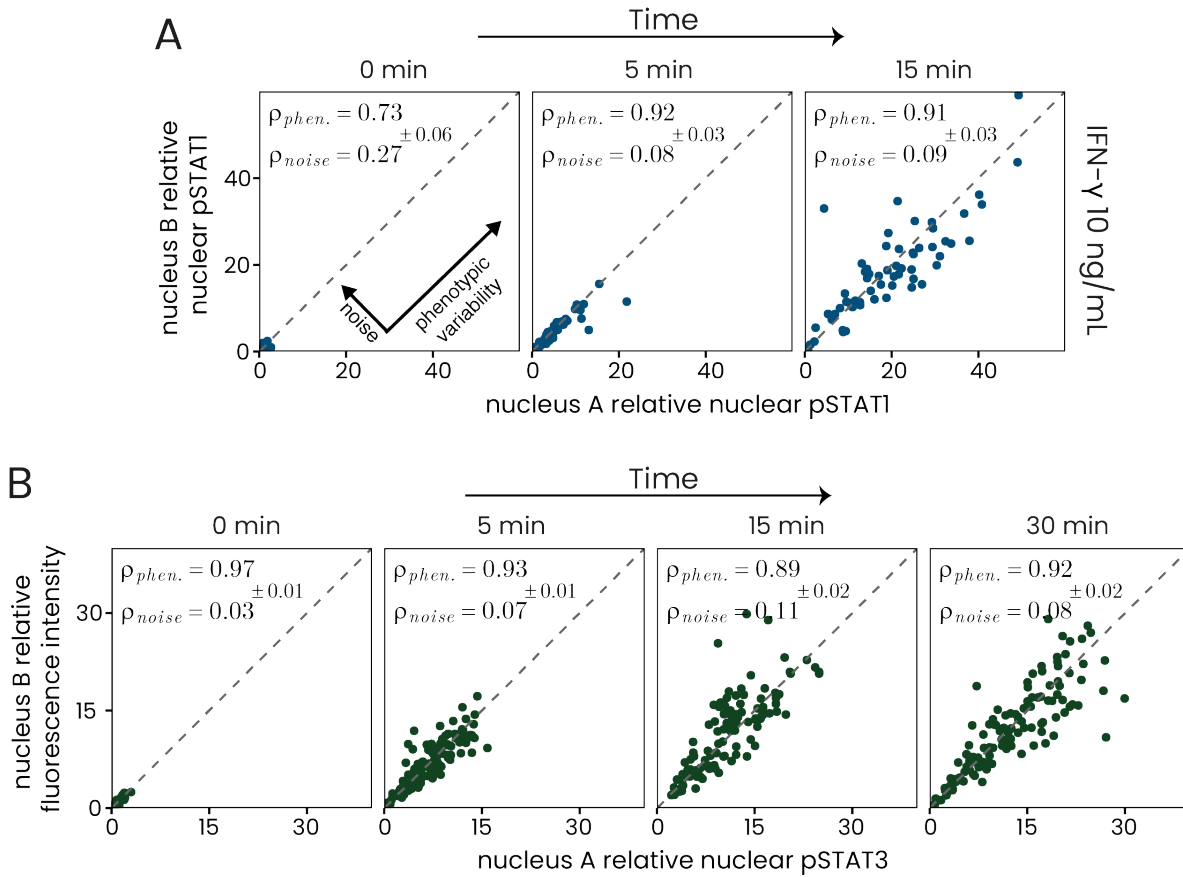 A
Time
0 min 5 min 15 min
ρphen. = 0.73
± 0.06
ρnoise = 0.27
ρphen. = 0.92
± 0.03
ρnoise = 0.08
ρphen. = 0.91
± 0.03
ρnoise = 0.09
noise
phenotypic
variability
nucleus B relative
nuclear pSTAT1
40
20
0
0 20 40
0 20 40
0 20 40
nucleus A relative nuclear pSTAT1
IFN-γ 10 ng/mL
B
Time
0 min 5 min 15 min 30 min
ρphen. = 0.97
± 0.01
ρnoise = 0.03
ρphen. = 0.93
± 0.01
ρnoise = 0.07
ρphen. = 0.89
± 0.02
ρnoise = 0.11
ρphen. = 0.92
± 0.02
ρnoise = 0.08
nucleus B relative
fluorescence intensity
30
15
0
0 15 30
0 15 30
0 15 30
0 15 30
nucleus A relative nuclear pSTAT3